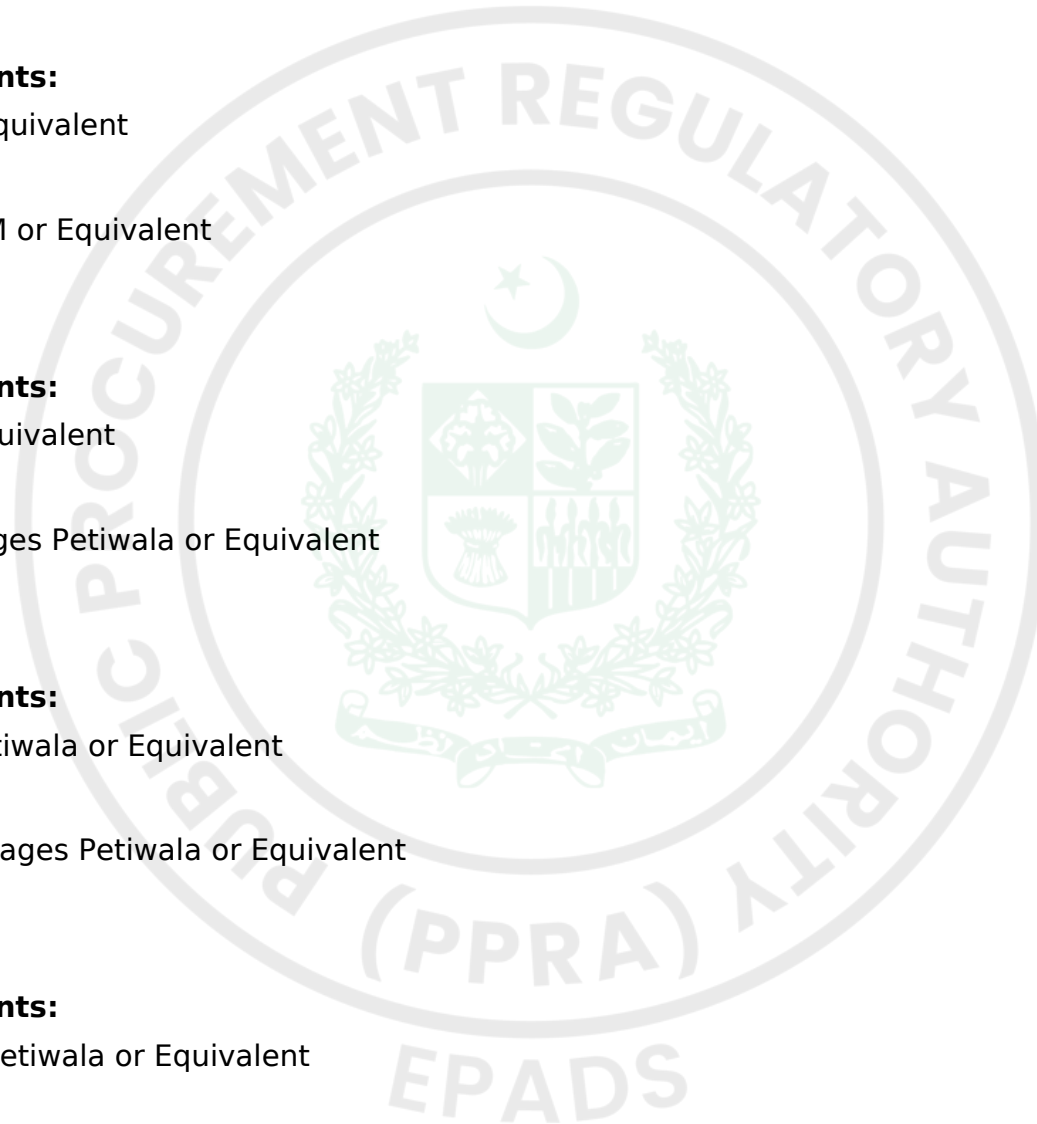 nts:
quivalent
M or Equivalent
nts:
uivalent
ges Petiwala or Equivalent
nts:
tiwala or Equivalent
ages Petiwala or Equivalent
nts:
etiwala or Equivalent
PUBLIC PROCUREMENT REGULATORY AUTHORITY
(PPRA)
EPADS